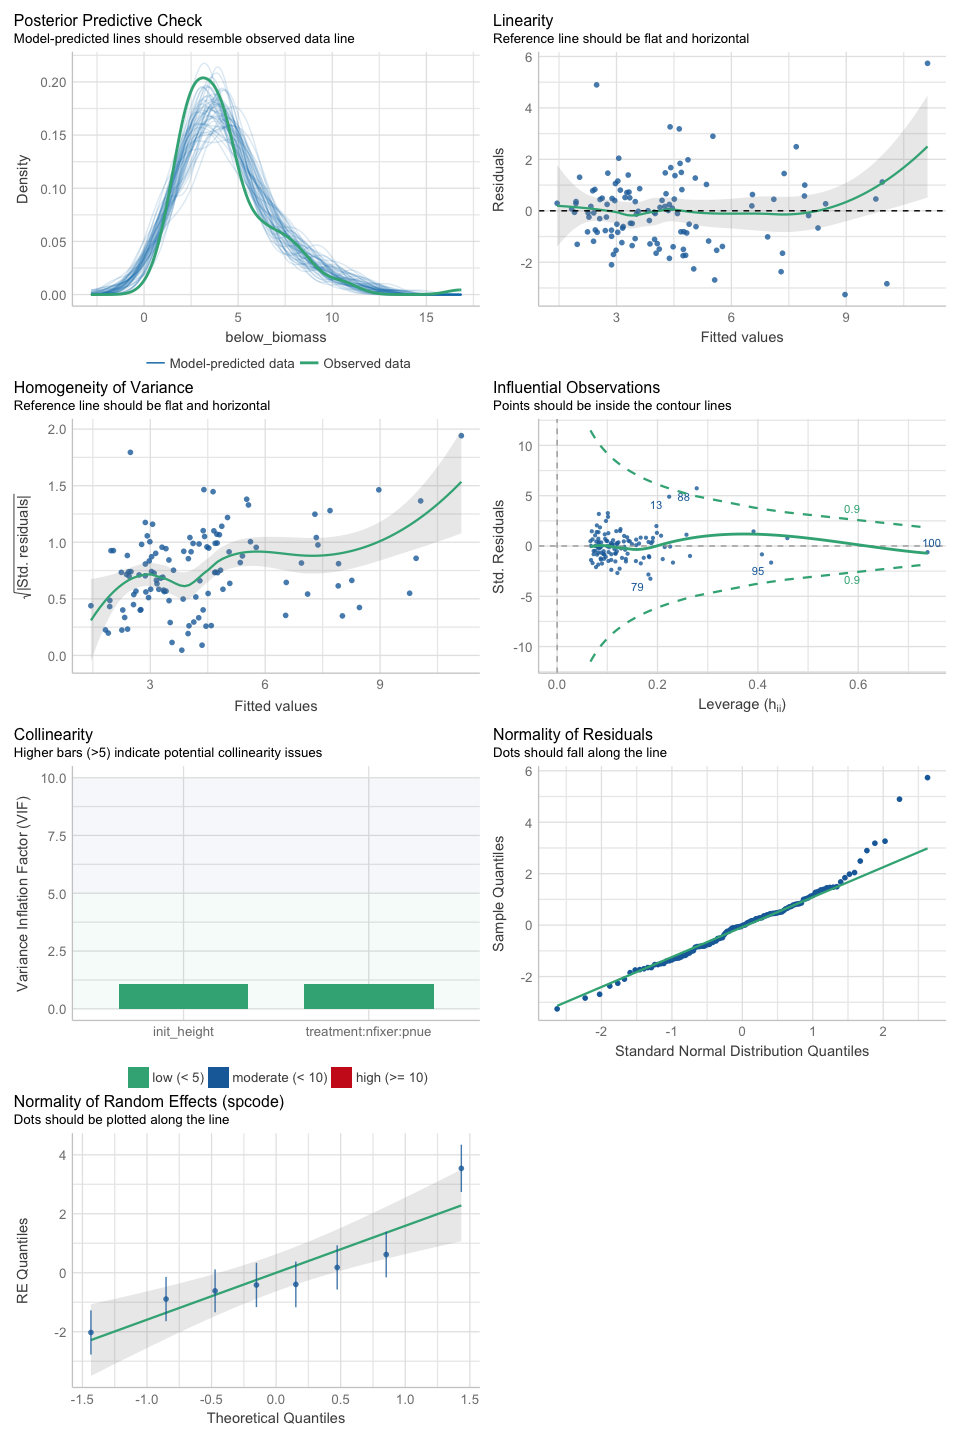 Posterior Predictive Check
Model-predicted lines should resemble observed data line
0.20
0.15
0.10
0.05
0.00
Density
0
5
10
15
below_biomass
Model-predicted data
Observed data
Linearity
Reference line should be flat and horizontal
6
4
2
0
-2
Residuals
3
6
9
Fitted values
Homogeneity of Variance
Reference line should be flat and horizontal
2.0
1.5
1.0
0.5
0.0
√|Std. residuals|
3
6
9
Fitted values
Influential Observations
Points should be inside the contour lines
10
5
0
-5
-10
Std. Residuals
13
88
0.9
100
95
79
0.9
0.0
0.2
0.4
0.6
Leverage (hii)
Collinearity
Higher bars (>5) indicate potential collinearity issues
10.0
7.5
5.0
2.5
0.0
Variance Inflation Factor (VIF)
init_height
treatment:nfixer:pnue
low (< 5)
moderate (< 10)
high (>= 10)
Normality of Residuals
Dots should fall along the line
6
4
2
0
-2
Sample Quantiles
-2
-1
0
1
2
Standard Normal Distribution Quantiles
Normality of Random Effects (spcode)
Dots should be plotted along the line
4
2
0
-2
RE Quantiles
-1.5
-1.0
-0.5
0.0
0.5
1.0
1.5
Theoretical Quantiles